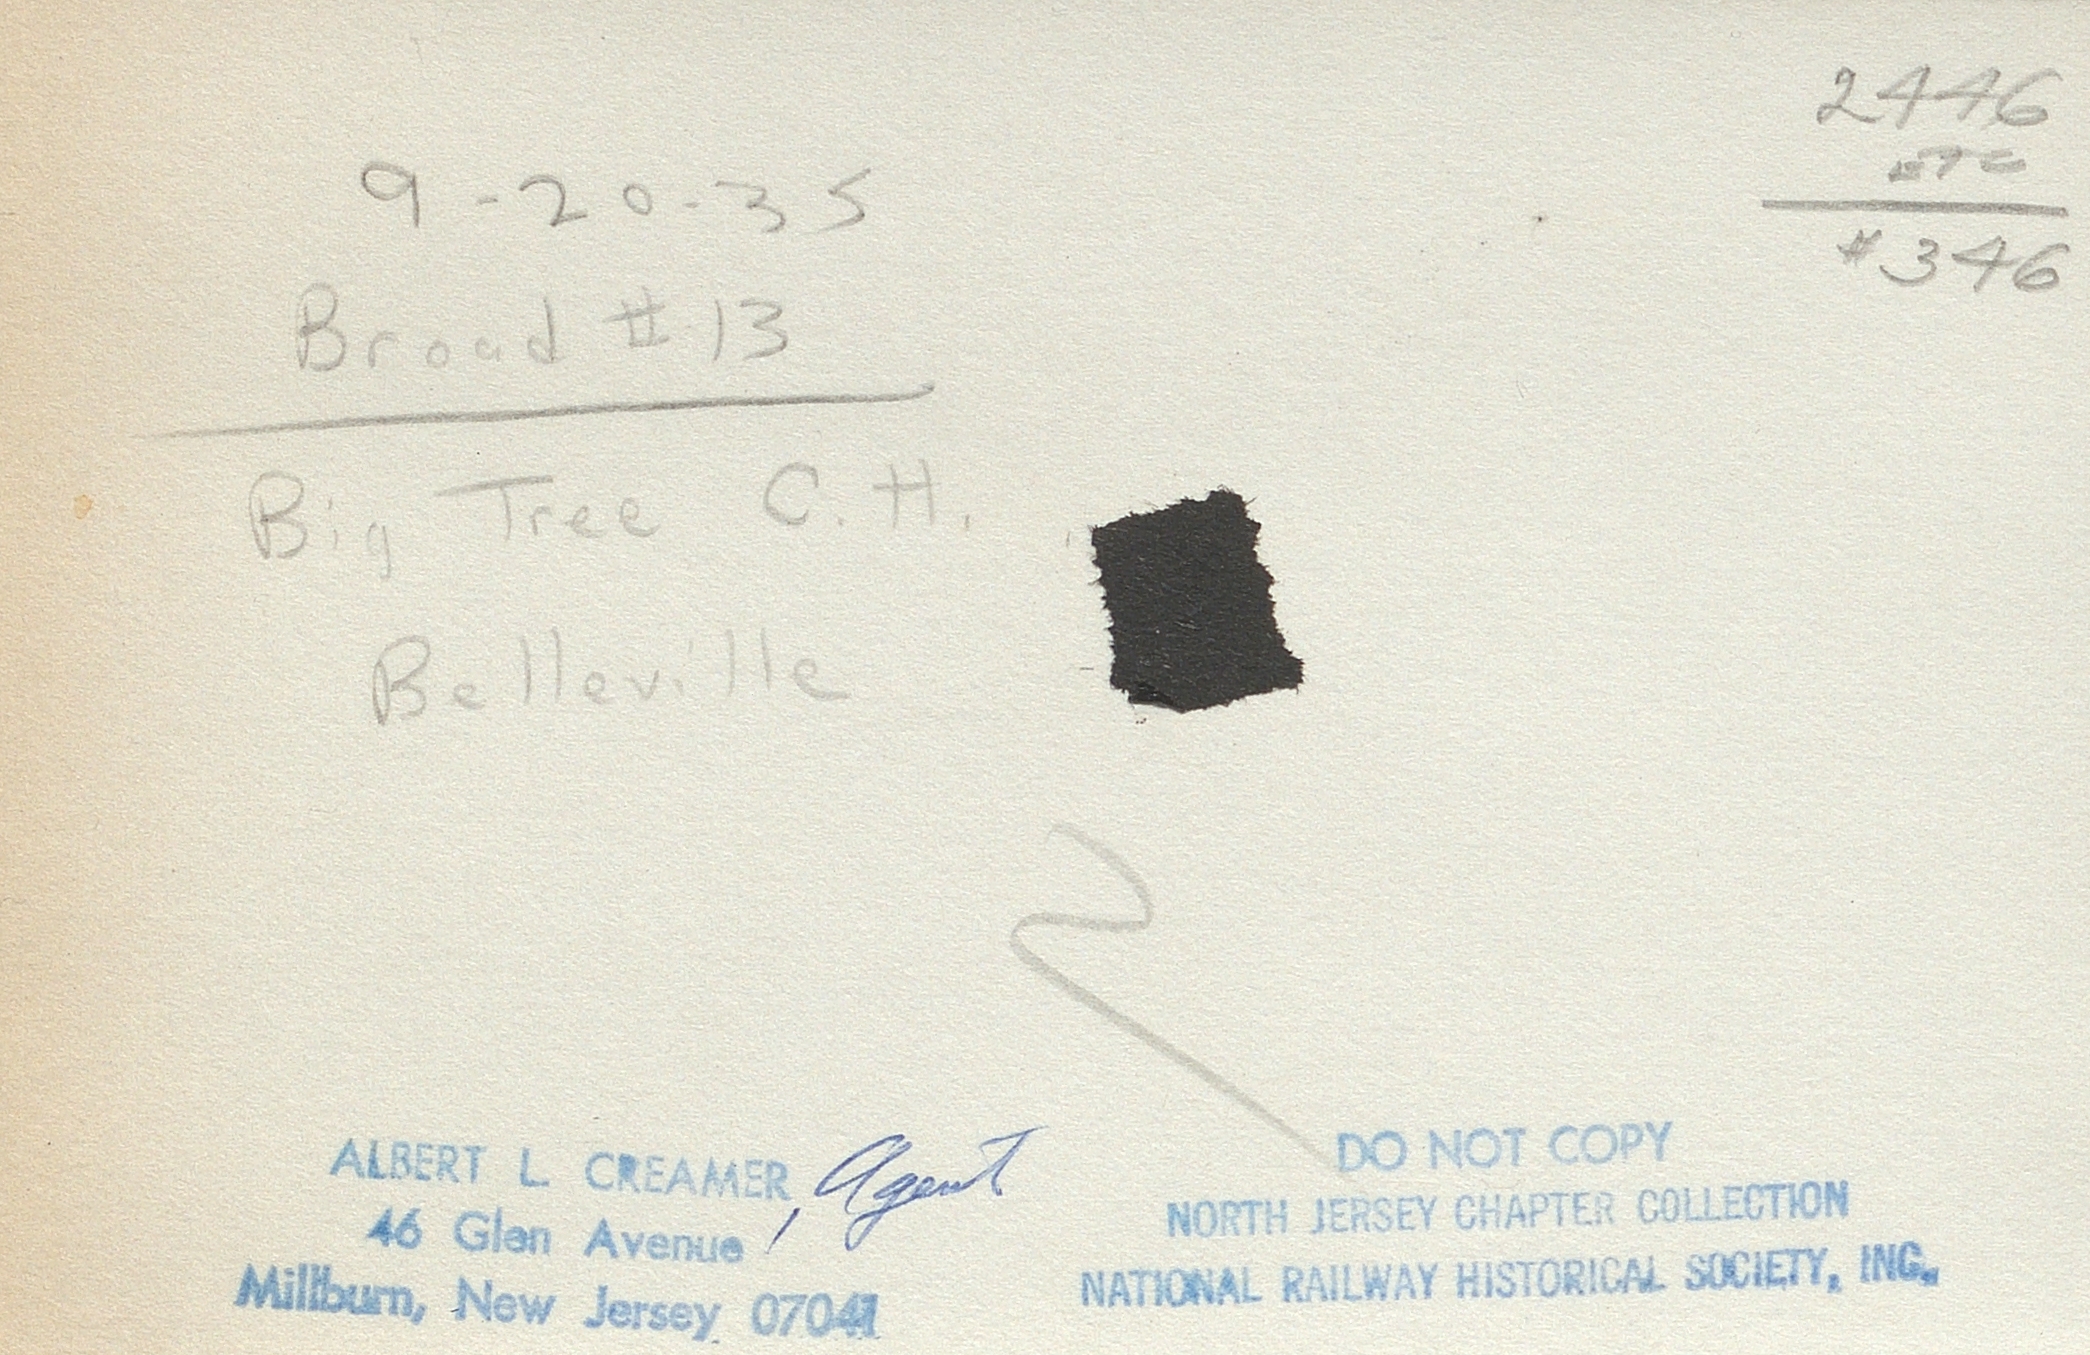 2446
ETC
#346
9-20-35
Broad #13
Big Tree C.H.
Belleville
ALBERT L. CREAMER, Agent
46 Glen Avenue
Millburn, New Jersey 07041
DO NOT COPY
NORTH JERSEY CHAPTER COLLECTION
NATIONAL RAILWAY HISTORICAL SOCIETY, INC.